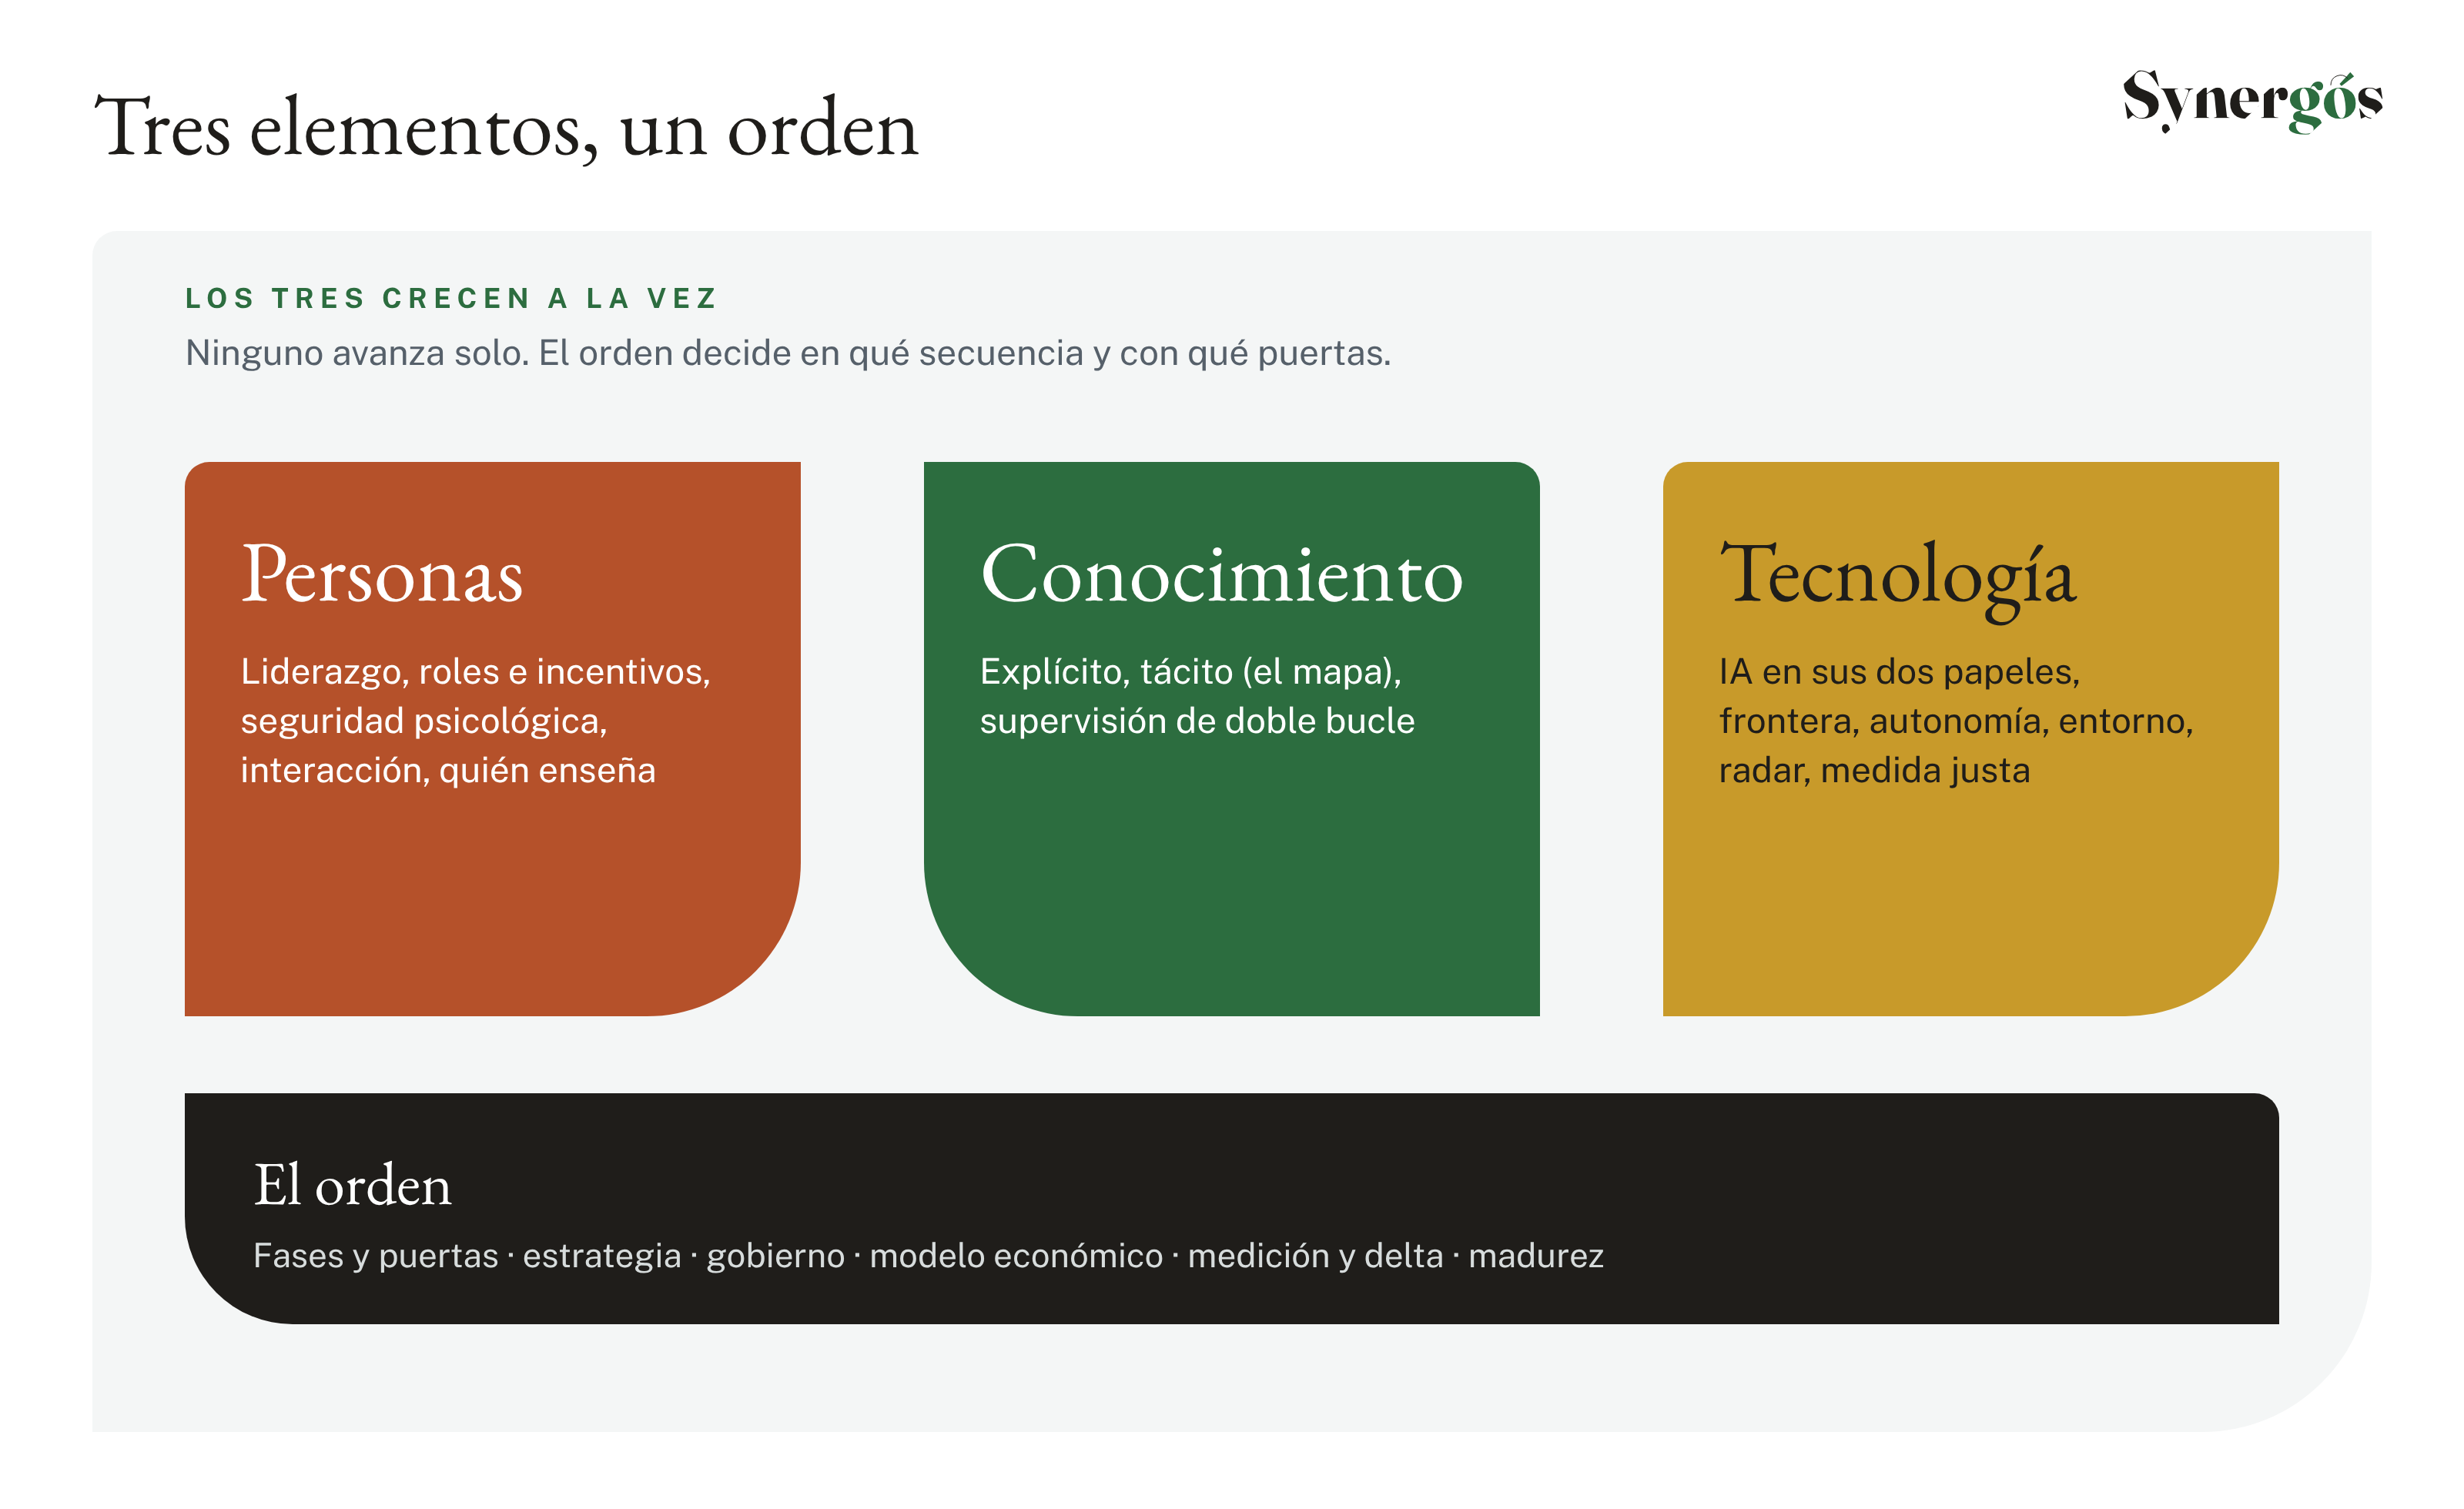 Tres elementos, un orden
Synergós
LOS TRES CRECEN A LA VEZ
Ninguno avanza solo. El orden decide en qué secuencia y con qué puertas.
Personas
Liderazgo, roles e incentivos,
seguridad psicológica,
interacción, quién enseña
Conocimiento
Explícito, tácito (el mapa),
supervisión de doble bucle
Tecnología
IA en sus dos papeles,
frontera, autonomía, entorno,
radar, medida justa
El orden
Fases y puertas · estrategia · gobierno · modelo económico · medición y delta · madurez